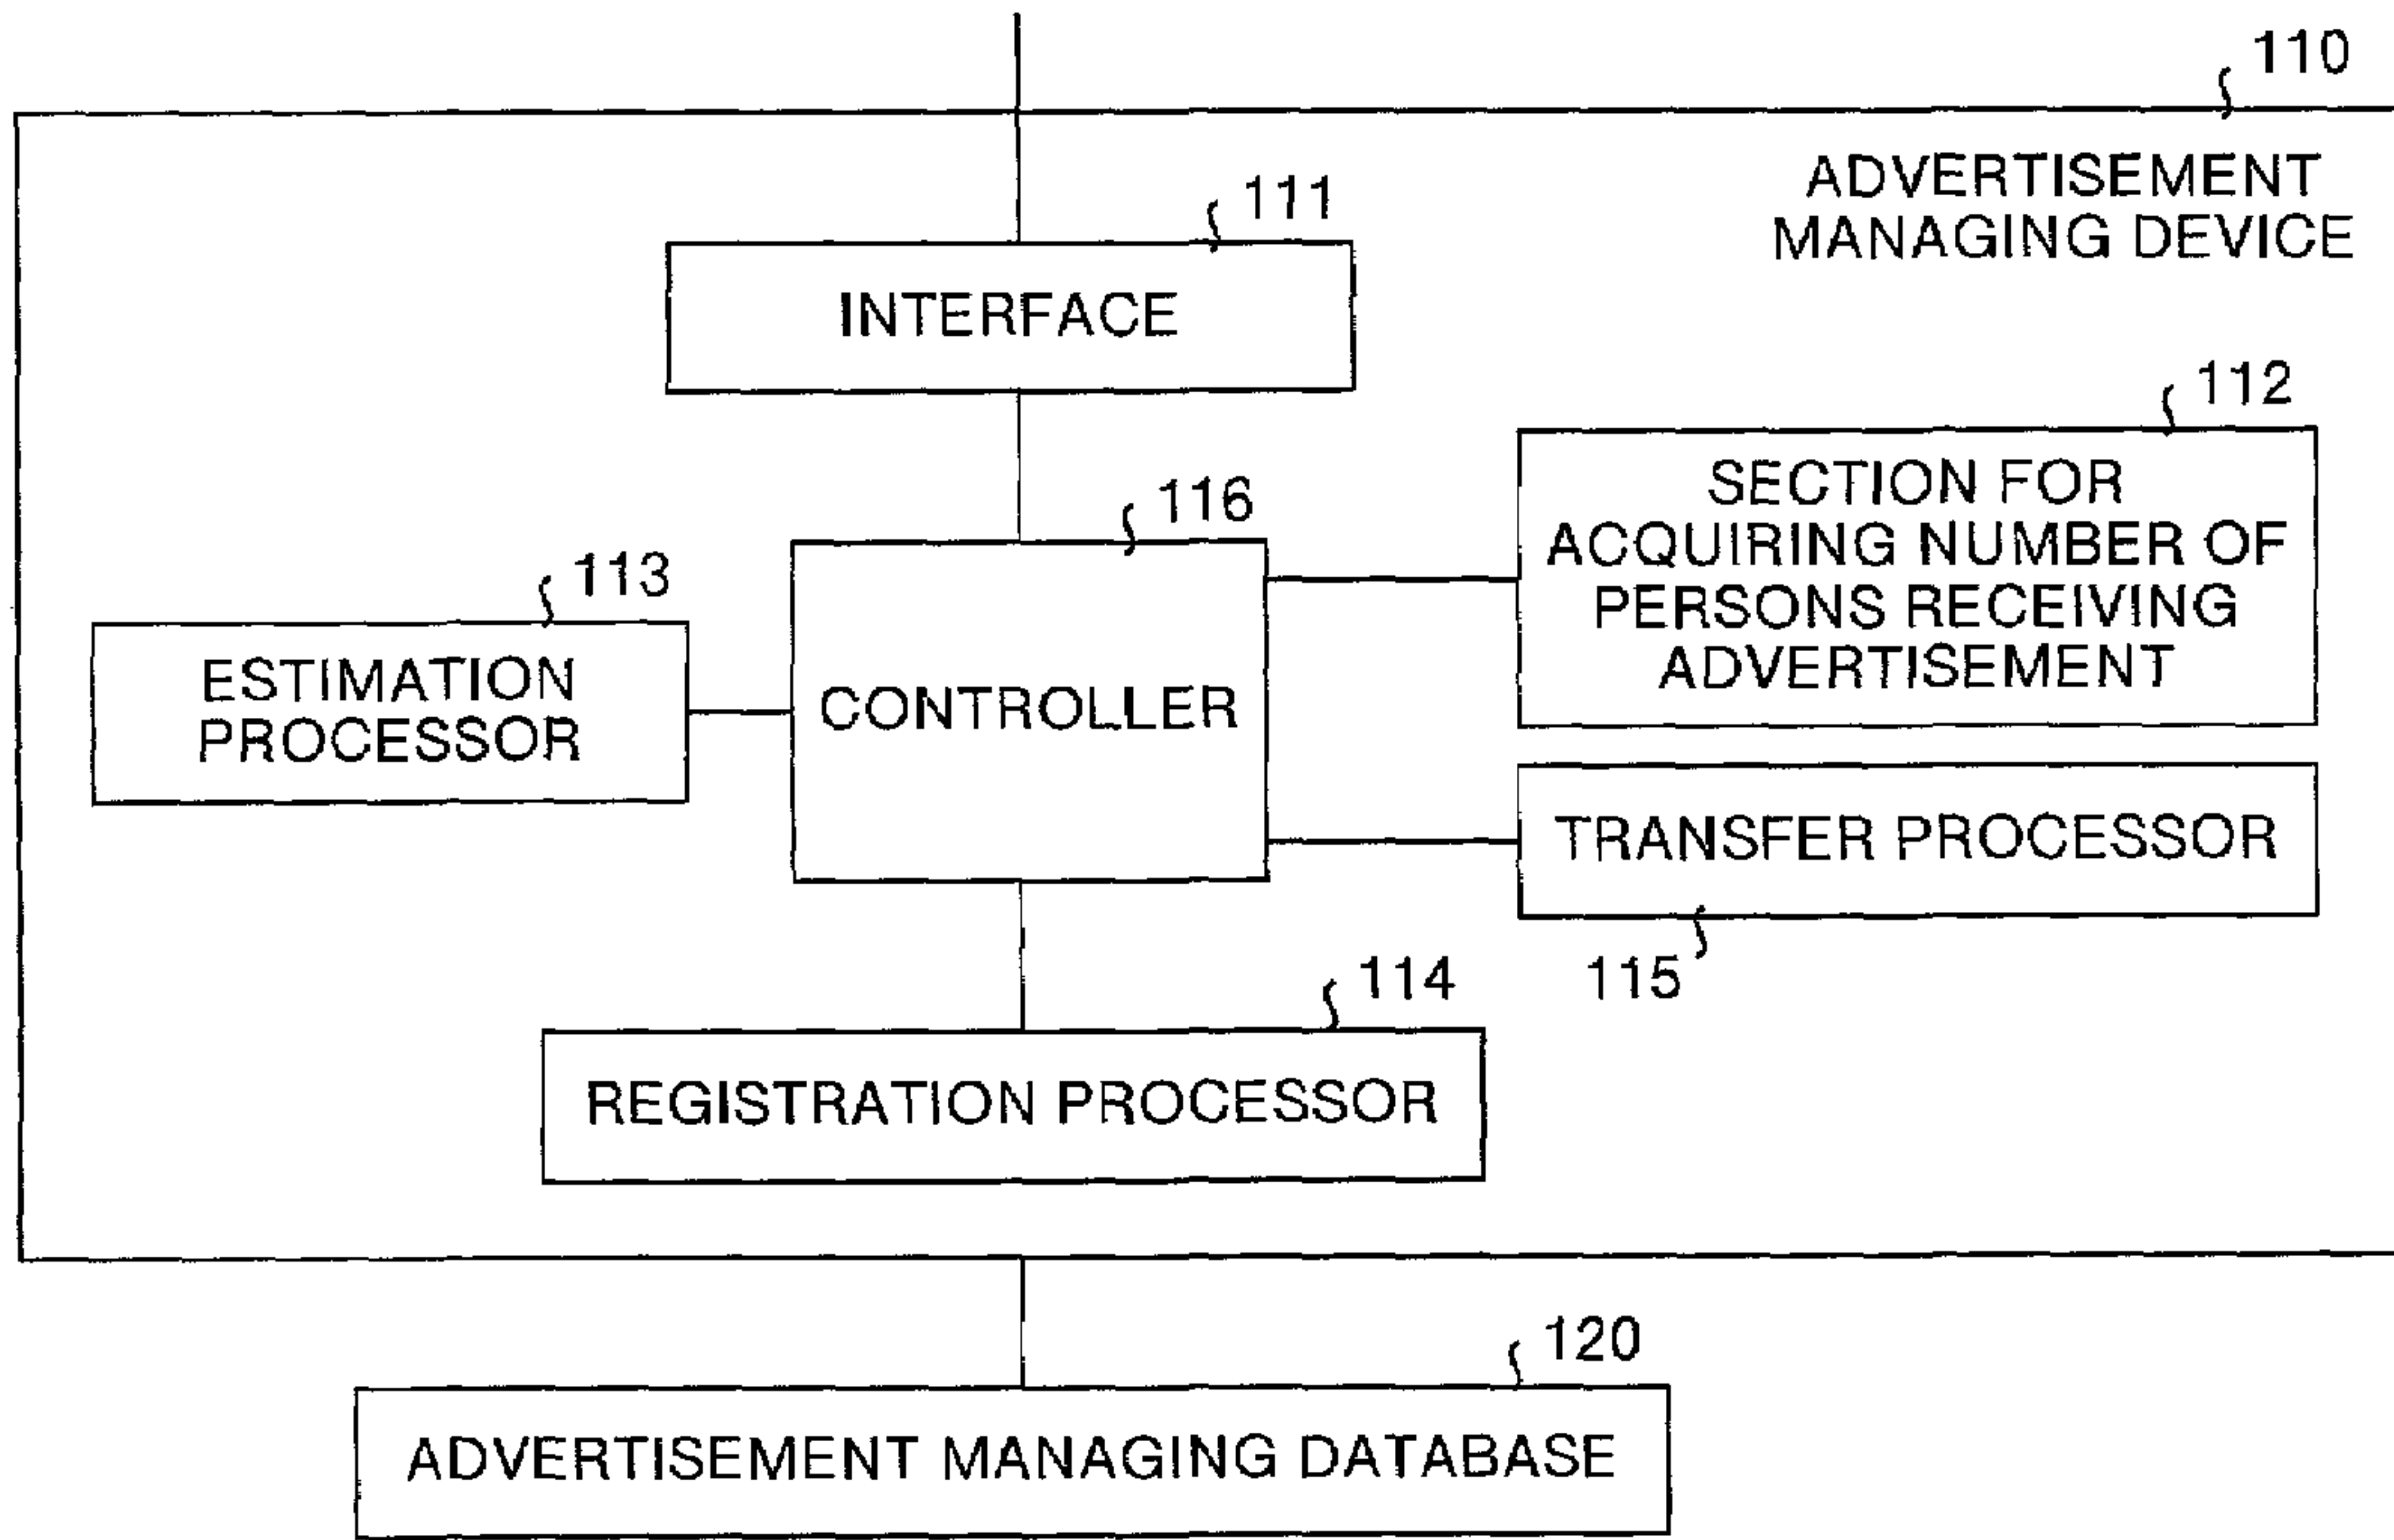 110
ADVERTISEMENT
MANAGING DEVICE
111
INTERFACE
112
SECTION FOR
ACQUIRING NUMBER OF
PERSONS RECEIVING
ADVERTISEMENT
116
CONTROLLER
113
ESTIMATION
PROCESSOR
TRANSFER PROCESSOR
115
114
REGISTRATION PROCESSOR
120
ADVERTISEMENT MANAGING DATABASE